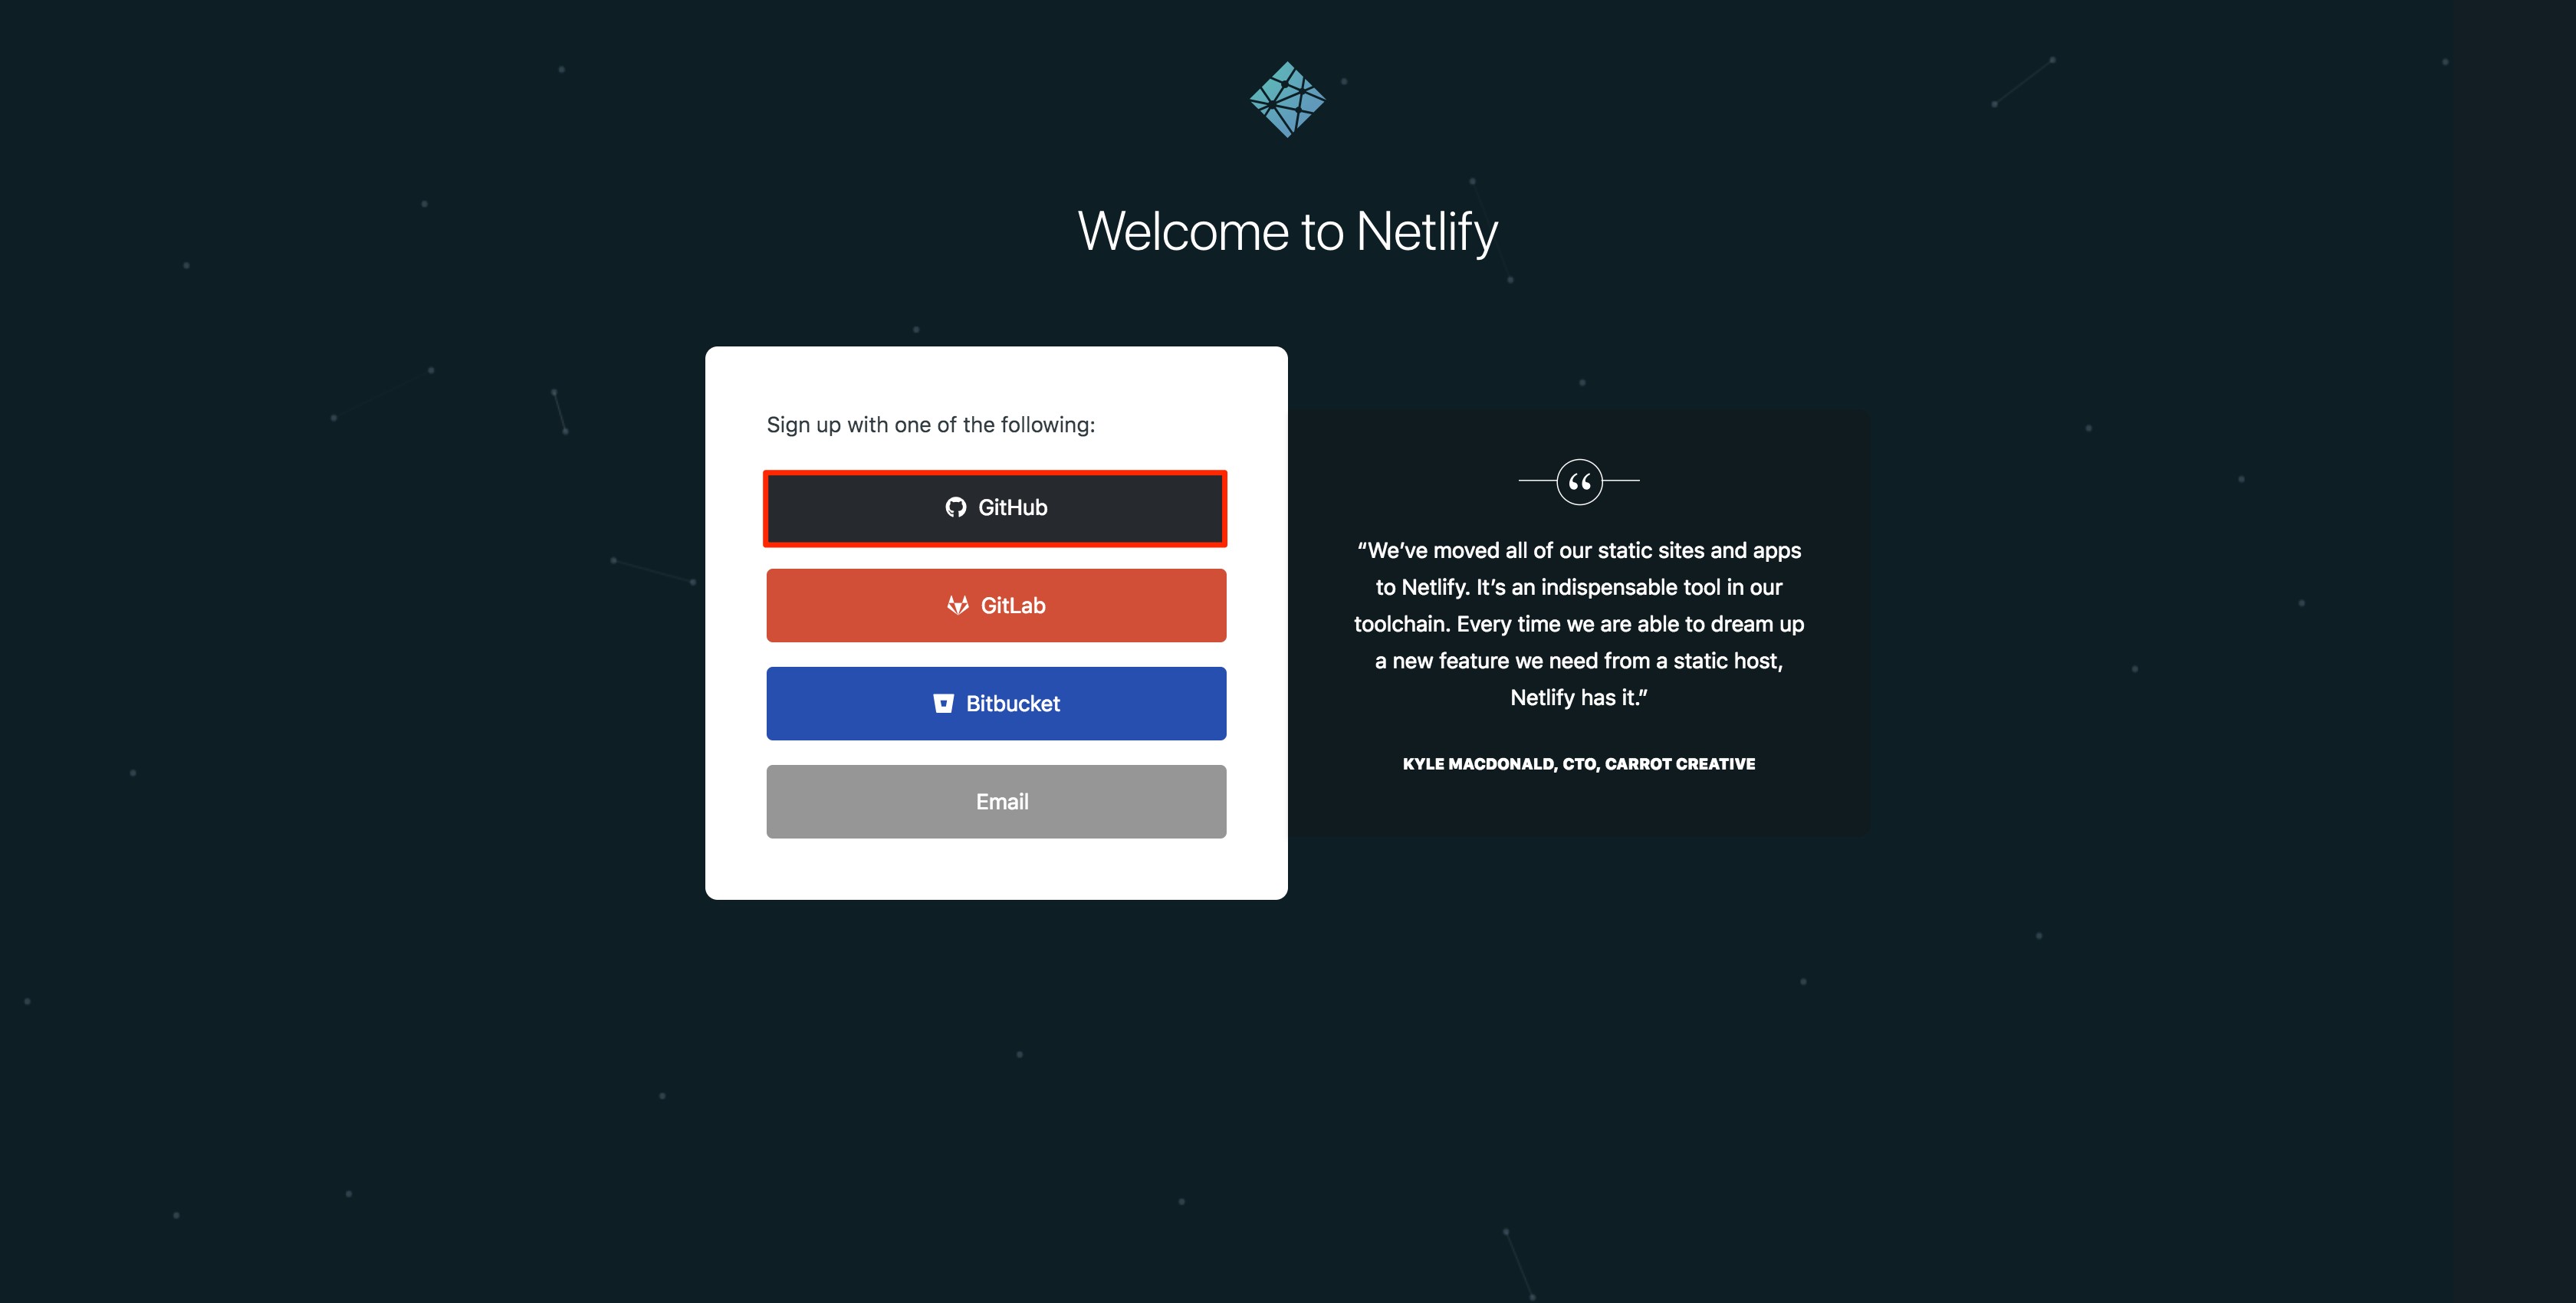 Welcome to Netlify
Sign up with one of the following:
GitHub
GitLab
Bitbucket
Email
“We’ve moved all of our static sites and apps
to Netlify. It’s an indispensable tool in our
toolchain. Every time we are able to dream up
a new feature we need from a static host,
Netlify has it.”
KYLE MACDONALD, CTO, CARROT CREATIVE